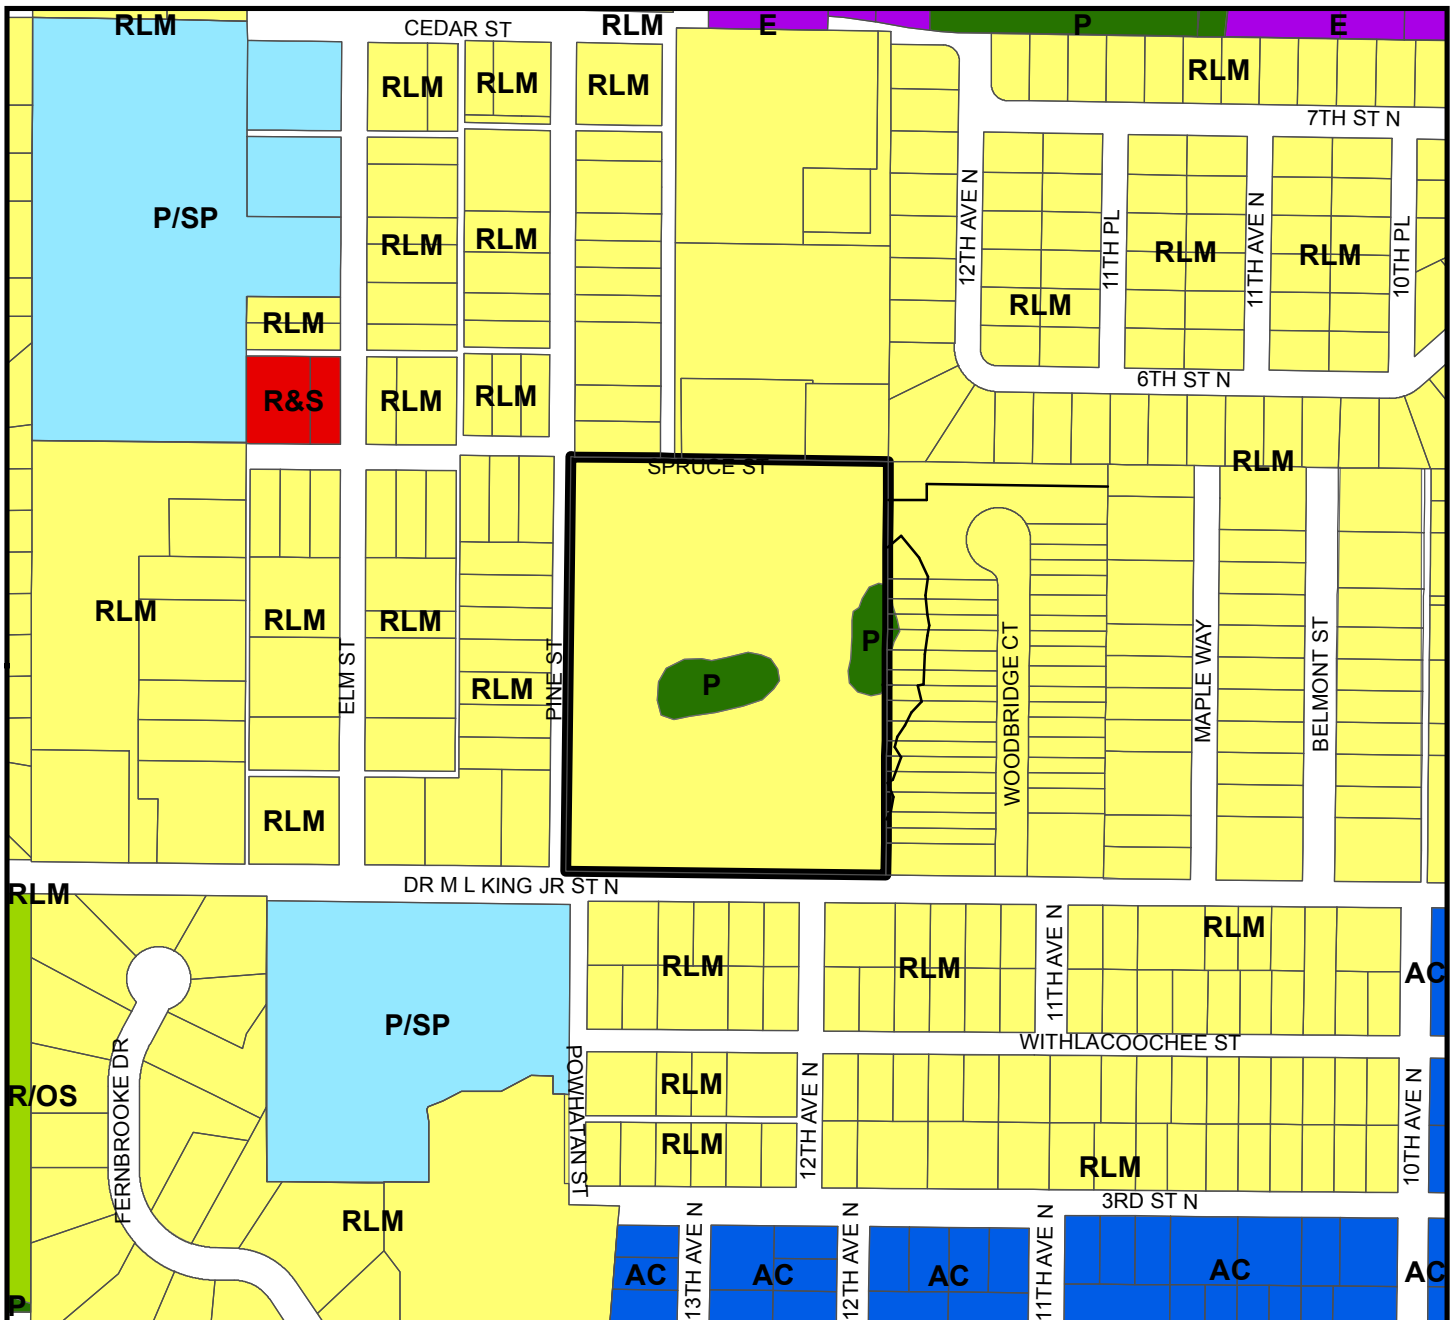 RLM
CEDAR ST
RLM
E
P
E
RLM
RLM
RLM
RLM
7TH ST N
P/SP
RLM
RLM
12TH AVE N
11TH PL
RLM
11TH AVE N
RLM
10TH PL
RLM
RLM
R&S
RLM
RLM
6TH ST N
SPRUCE ST
RLM
RLM
RLM
RLM
ELM ST
RLM
PINE ST
P
P
WOODBRIDGE CT
MAPLE WAY
BELMONT ST
RLM
DR M L KING JR ST N
RLM
RLM
RLM
11TH AVE N
RLM
AC
P/SP
WITHLACOOCHEE ST
R/OS
FERNBROOKE DR
POWHATAN ST
RLM
12TH AVE N
10TH AVE N
RLM
RLM
3RD ST N
RLM
AC
13TH AVE N
AC
12TH AVE N
AC
11TH AVE N
AC
AC
P